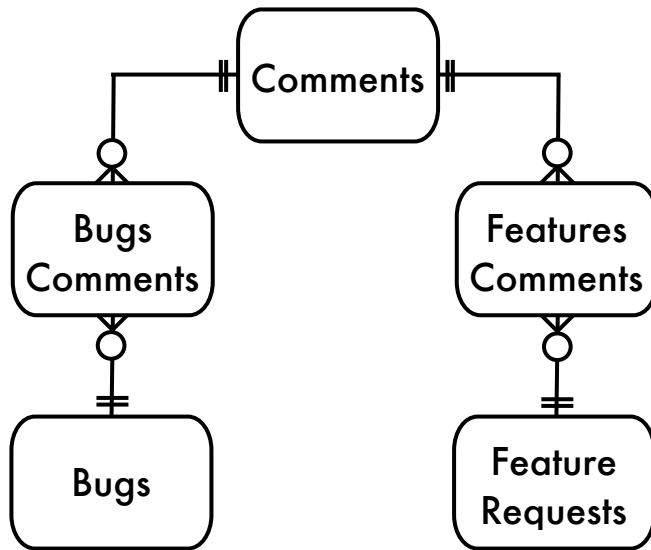 Comments
Bugs
Comments
Features
Comments
Bugs
Feature
Requests